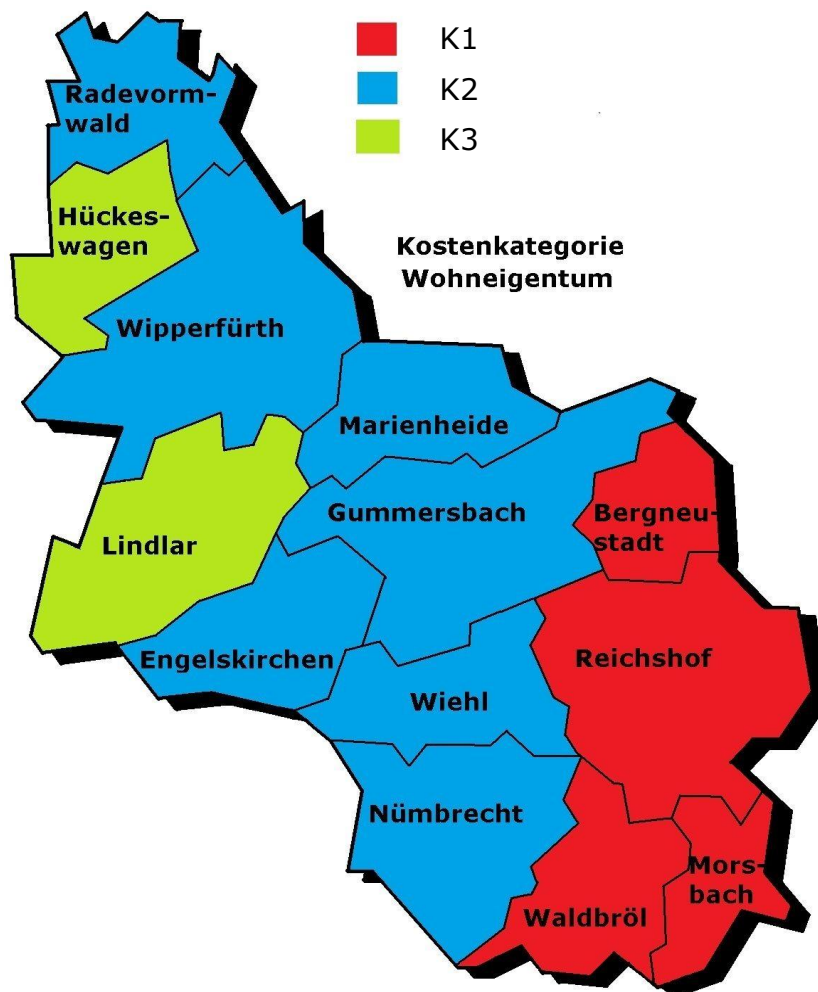 K1
K2
K3
Kostenkategorie
Wohneigentum
Radevorm-
wald
Hückes-
wagen
Wipperfürth
Marienheide
Gummersbach
Bergneu-
stadt
Lindlar
Engelskirchen
Reichshof
Wiehl
Nümbrecht
Mors-
bach
Waldbröl